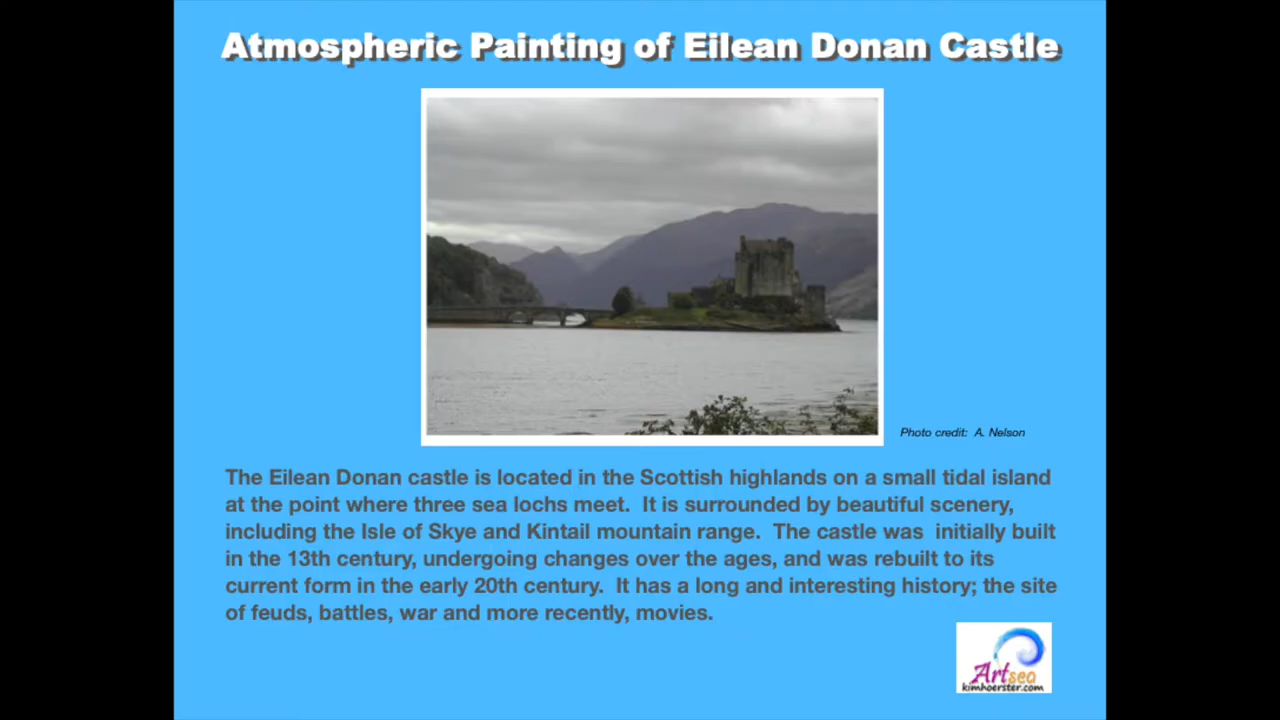 Atmospheric Painting of Eilean Donan Castle
Photo credit: A. Nelson
The Eilean Donan castle is located in the Scottish highlands on a small tidal island
at the point where three sea lochs meet. It is surrounded by beautiful scenery,
including the Isle of Skye and Kintail mountain range. The castle was initially built
in the 13th century, undergoing changes over the ages, and was rebuilt to its
current form in the early 20th century. It has a long and interesting history; the site
of feuds, battles, war and more recently, movies.
Artsea
kimhoerster.com